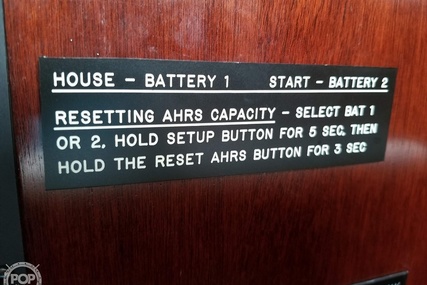 HOUSE - BATTERY 1 START - BATTERY 2
RESETTING AHRS CAPACITY - SELECT BAT 1
OR 2, HOLD SETUP BUTTON FOR 5 SEC, THEN
HOLD THE RESET AHRS BUTTON FOR 3 SEC
POP